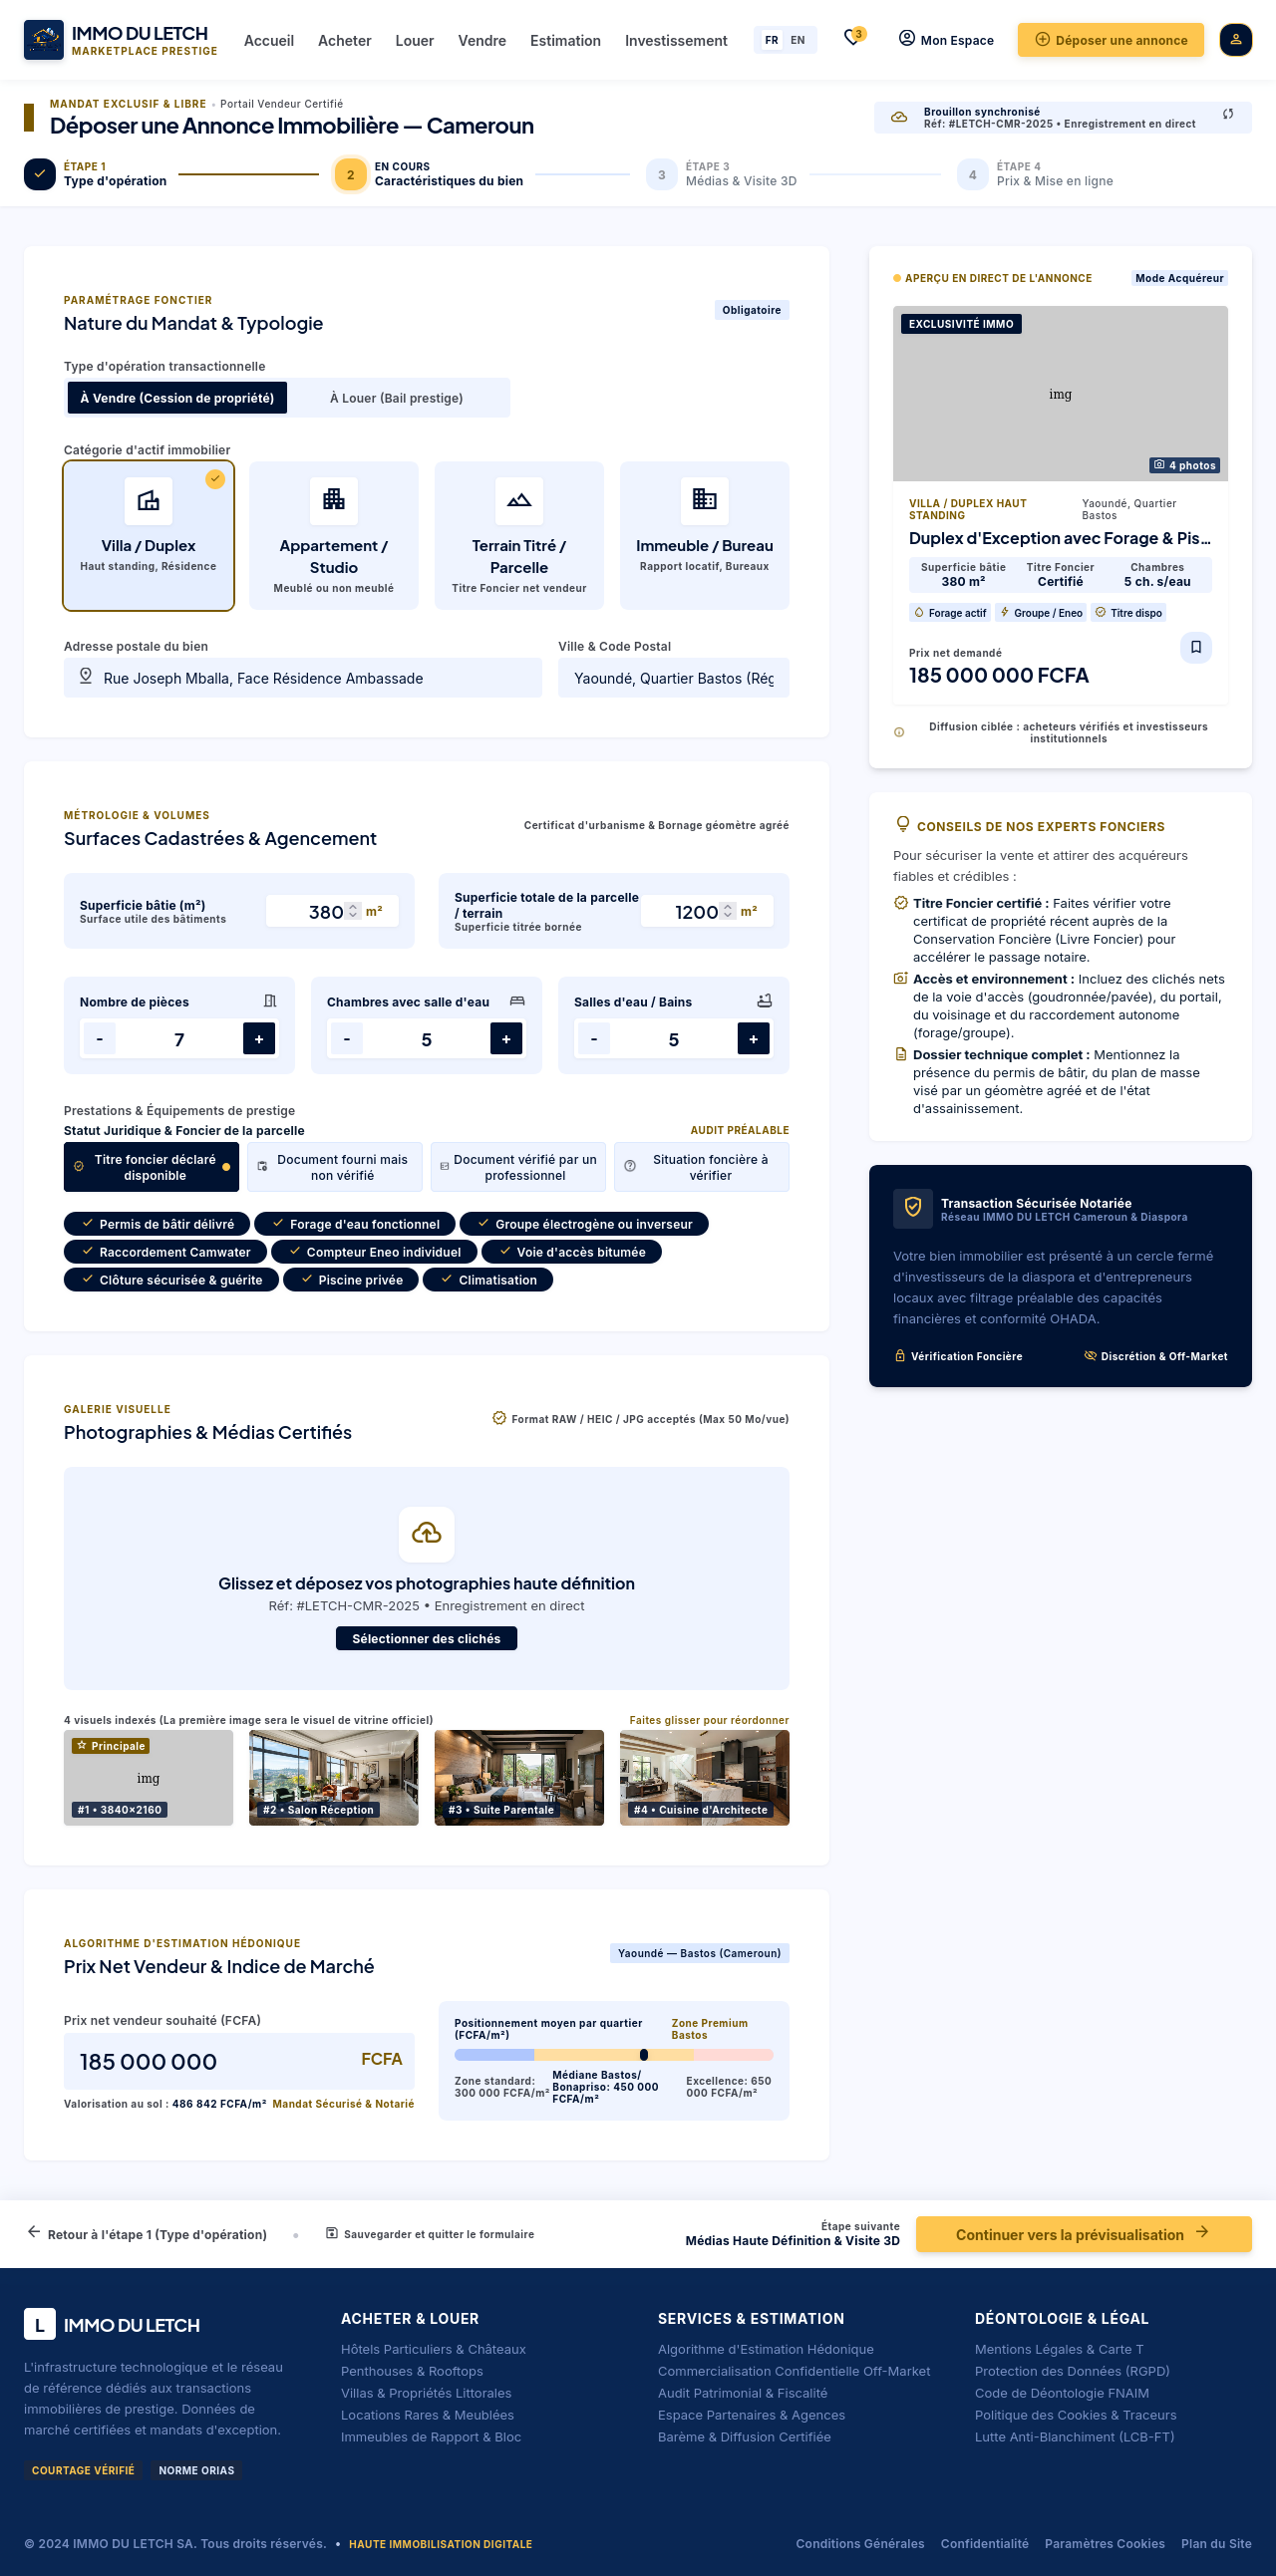 IMMO DU LETCH
MARKETPLACE PRESTIGE
Accueil
Acheter
Louer
Vendre
Estimation
Investissement
FR
EN
3
Mon Espace
Déposer une annonce
MANDAT EXCLUSIF & LIBRE • Portail Vendeur Certifié
Déposer une Annonce Immobilière — Cameroun
Brouillon synchronisé
Réf: #LETCH-CMR-2025 • Enregistrement en direct
ÉTAPE 1
Type d'opération
2
EN COURS
Caractéristiques du bien
3
ÉTAPE 3
Médias & Visite 3D
4
ÉTAPE 4
Prix & Mise en ligne
PARAMÉTRAGE FONCTIER
Nature du Mandat & Typologie
Obligatoire
Type d'opération transactionnelle
À Vendre (Cession de propriété)
À Louer (Bail prestige)
Catégorie d'actif immobilier
Villa / Duplex
Haut standing, Résidence
Appartement /
Studio
Meublé ou non meublé
Terrain Titré /
Parcelle
Titre Foncier net vendeur
Immeuble / Bureau
Rapport locatif, Bureaux
Adresse postale du bien
Rue Joseph Mballa, Face Résidence Ambassade
Ville & Code Postal
Yaoundé, Quartier Bastos (Rég
MÉTROLOGIE & VOLUMES
Surfaces Cadastrées & Agencement
Certificat d'urbanisme & Bornage géomètre agréé
Superficie bâtie (m²)
Surface utile des bâtiments
380
m²
Superficie totale de la parcelle
/ terrain
Superficie titrée bornée
1200
m²
Nombre de pièces
-
7
+
Chambres avec salle d'eau
-
5
+
Salles d'eau / Bains
-
5
+
Prestations & Équipements de prestige
Statut Juridique & Foncier de la parcelle
AUDIT PRÉALABLE
Titre foncier déclaré
disponible
Document fourni mais
non vérifié
Document vérifié par un
professionnel
Situation foncière à
vérifier
Permis de bâtir délivré
Forage d'eau fonctionnel
Groupe électrogène ou inverseur
Raccordement Camwater
Compteur Eneo individuel
Voie d'accès bitumée
Clôture sécurisée & guérite
Piscine privée
Climatisation
GALERIE VISUELLE
Photographies & Médias Certifiés
Format RAW / HEIC / JPG acceptés (Max 50 Mo/vue)
Glissez et déposez vos photographies haute définition
Réf: #LETCH-CMR-2025 • Enregistrement en direct
Sélectionner des clichés
4 visuels indexés (La première image sera le visuel de vitrine officiel)
Faites glisser pour réordonner
Principale
img
#1 • 3840×2160
#2 • Salon Réception
#3 • Suite Parentale
#4 • Cuisine d'Architecte
ALGORITHME D'ESTIMATION HÉDONIQUE
Prix Net Vendeur & Indice de Marché
Yaoundé — Bastos (Cameroun)
Prix net vendeur souhaité (FCFA)
185 000 000
FCFA
Valorisation au sol : 486 842 FCFA/m²
Mandat Sécurisé & Notarié
Positionnement moyen par quartier
(FCFA/m²)
Zone Premium
Bastos
Zone standard:
300 000 FCFA/m²
Médiane Bastos/
Bonapriso: 450 000
FCFA/m²
Excellence: 650
000 FCFA/m²
APERÇU EN DIRECT DE L'ANNONCE
Mode Acquéreur
EXCLUSIVITÉ IMMO
img
4 photos
VILLA / DUPLEX HAUT
STANDING
Yaoundé, Quartier
Bastos
Duplex d'Exception avec Forage & Pis...
Superficie bâtie
380 m²
Titre Foncier
Certifié
Chambres
5 ch. s/eau
Forage actif
Groupe / Eneo
Titre dispo
Prix net demandé
185 000 000 FCFA
Diffusion ciblée : acheteurs vérifiés et investisseurs
institutionnels
CONSEILS DE NOS EXPERTS FONCIERS
Pour sécuriser la vente et attirer des acquéreurs
fiables et crédibles :
Titre Foncier certifié : Faites vérifier votre
certificat de propriété récent auprès de la
Conservation Foncière (Livre Foncier) pour
accélérer le passage notaire.
Accès et environnement : Incluez des clichés nets
de la voie d'accès (goudronnée/pavée), du portail,
du voisinage et du raccordement autonome
(forage/groupe).
Dossier technique complet : Mentionnez la
présence du permis de bâtir, du plan de masse
visé par un géomètre agréé et de l'état
d'assainissement.
Transaction Sécurisée Notariée
Réseau IMMO DU LETCH Cameroun & Diaspora
Votre bien immobilier est présenté à un cercle fermé
d'investisseurs de la diaspora et d'entrepreneurs
locaux avec filtrage préalable des capacités
financières et conformité OHADA.
Vérification Foncière
Discrétion & Off-Market
Retour à l'étape 1 (Type d'opération)
Sauvegarder et quitter le formulaire
Étape suivante
Médias Haute Définition & Visite 3D
Continuer vers la prévisualisation
L
IMMO DU LETCH
L'infrastructure technologique et le réseau
de référence dédiés aux transactions
immobilières de prestige. Données de
marché certifiées et mandats d'exception.
COURTAGE VÉRIFIÉ
NORME ORIAS
ACHETER & LOUER
Hôtels Particuliers & Châteaux
Penthouses & Rooftops
Villas & Propriétés Littorales
Locations Rares & Meublées
Immeubles de Rapport & Bloc
SERVICES & ESTIMATION
Algorithme d'Estimation Hédonique
Commercialisation Confidentielle Off-Market
Audit Patrimonial & Fiscalité
Espace Partenaires & Agences
Barème & Diffusion Certifiée
DÉONTOLOGIE & LÉGAL
Mentions Légales & Carte T
Protection des Données (RGPD)
Code de Déontologie FNAIM
Politique des Cookies & Traceurs
Lutte Anti-Blanchiment (LCB-FT)
© 2024 IMMO DU LETCH SA. Tous droits réservés. • HAUTE IMMOBILISATION DIGITALE
Conditions Générales
Confidentialité
Paramètres Cookies
Plan du Site